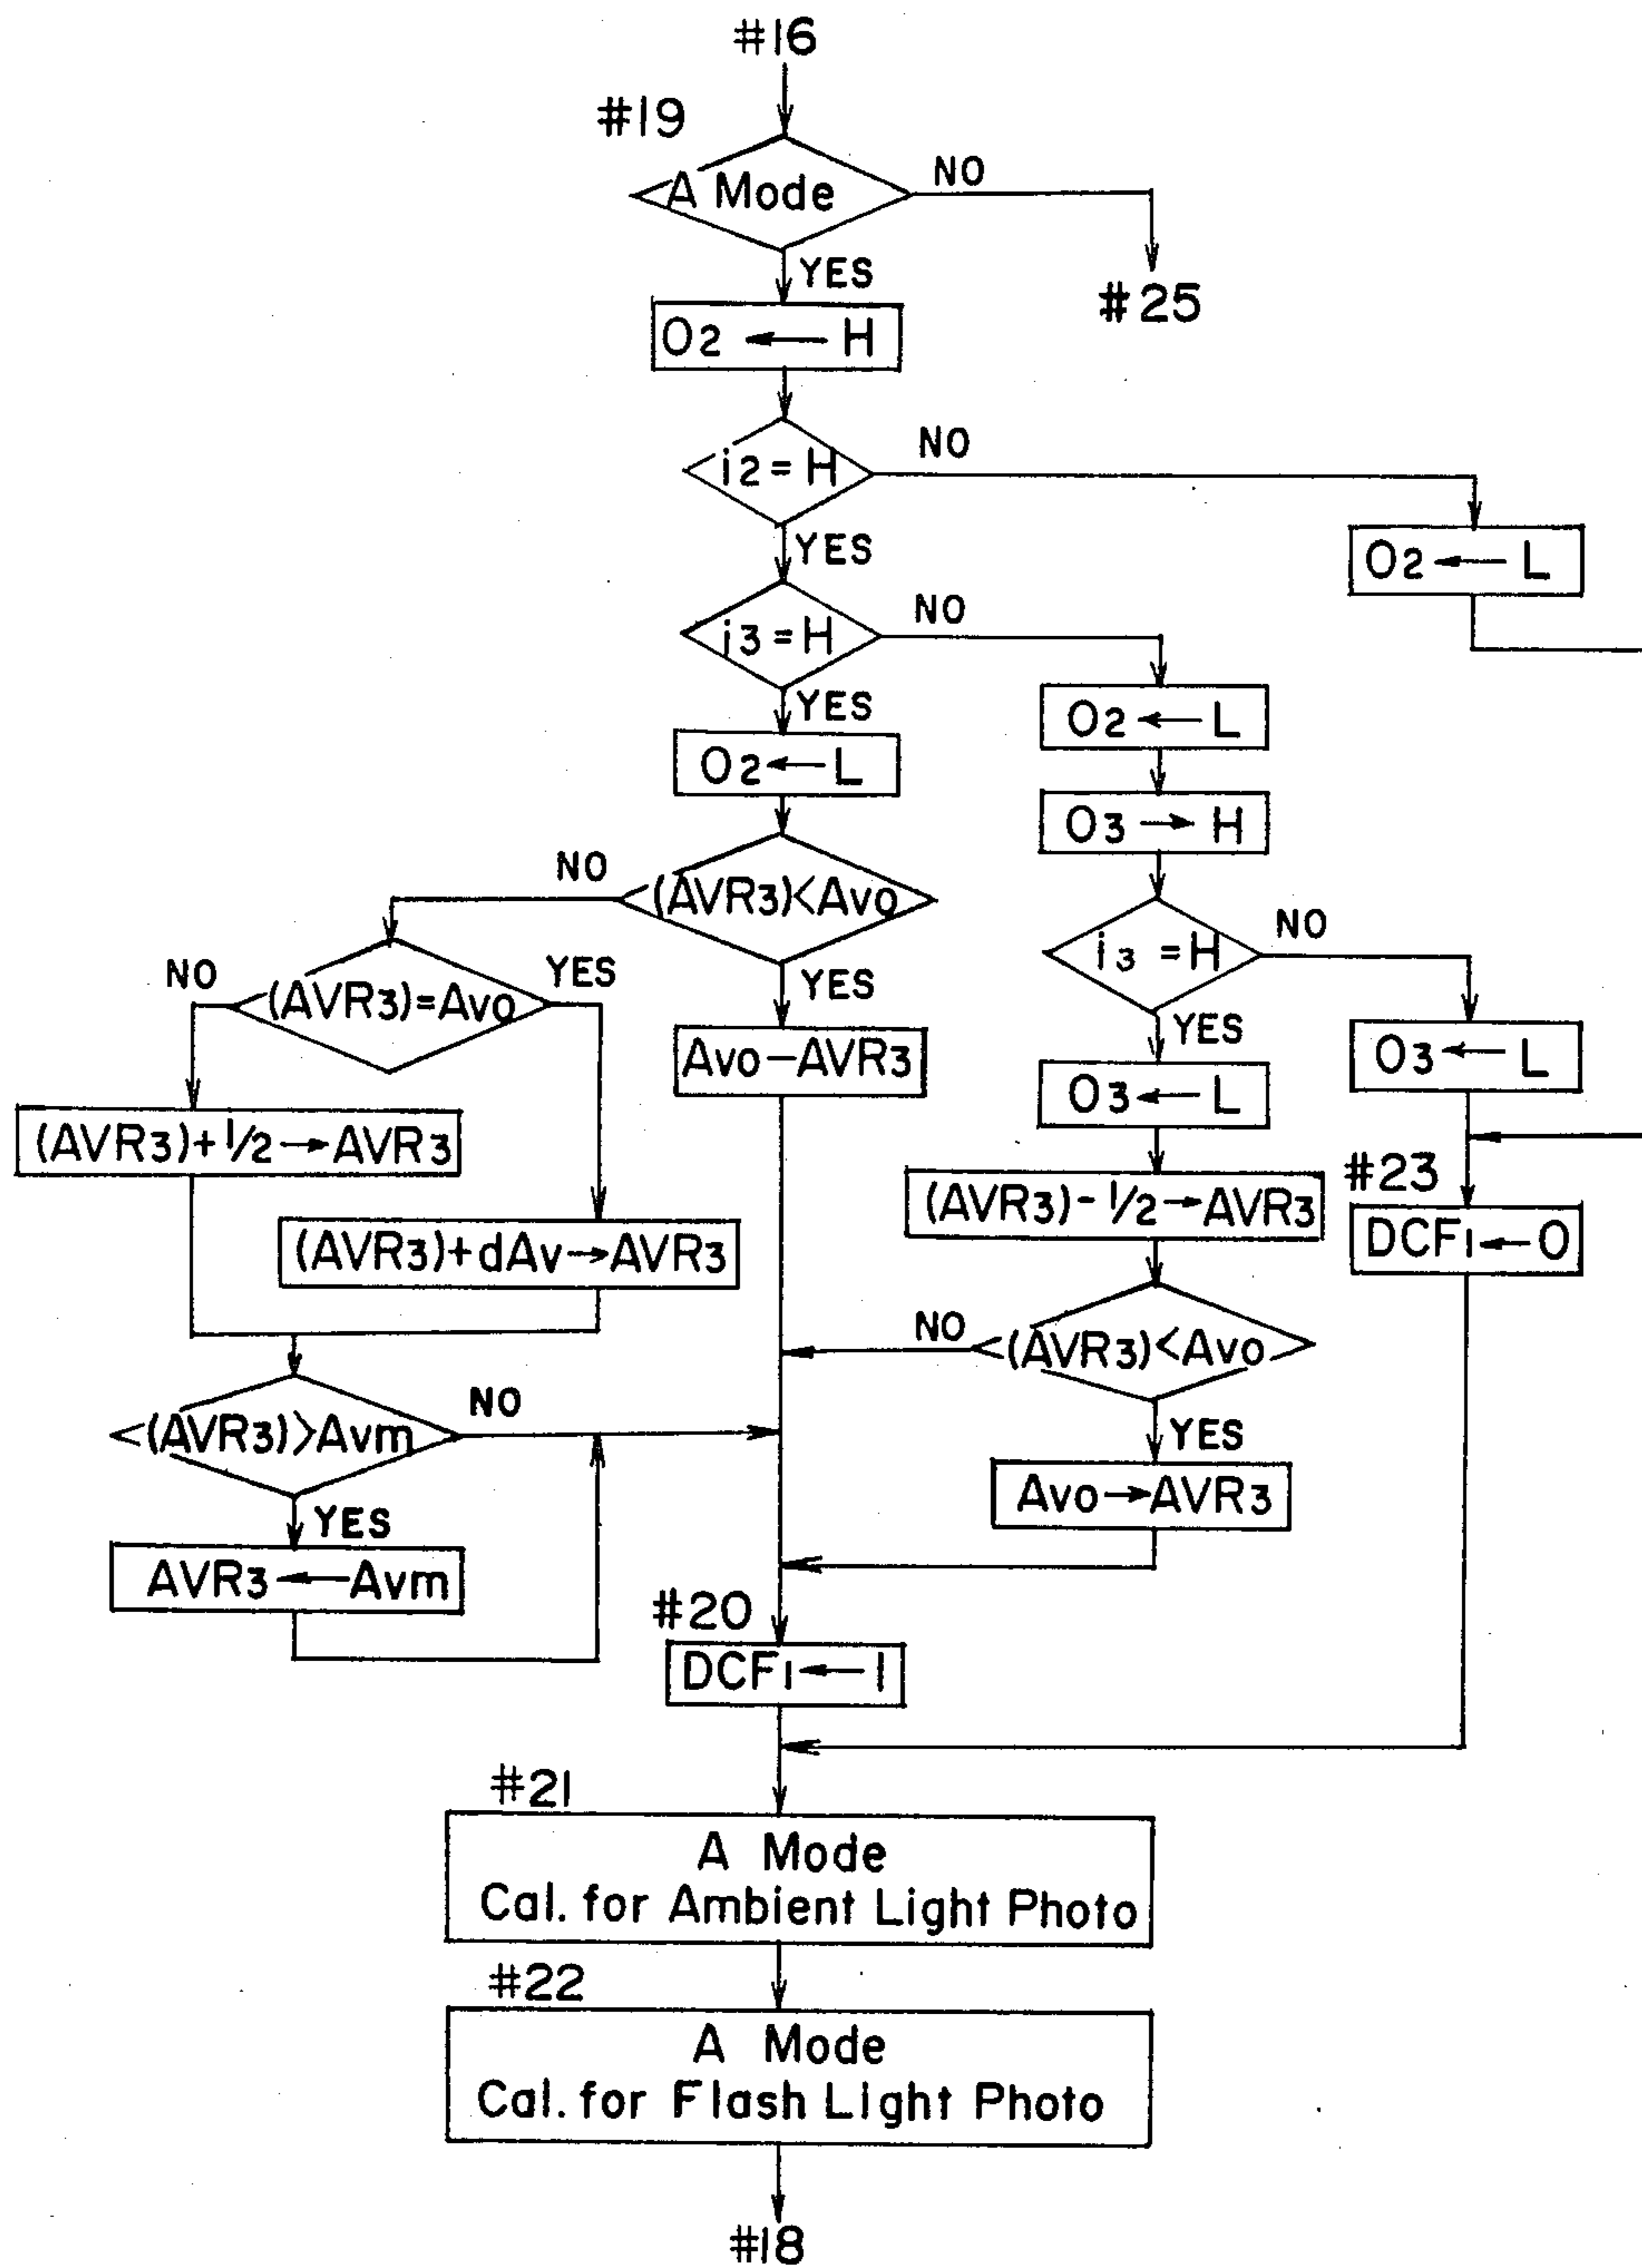 #16
#19
A Mode
NO
YES
#25
O2 ← H
i2 = H
NO
YES
O2 ← L
i3 = H
NO
YES
O2 ← L
O2 ← L
O3 → H
(AVR3)<Avo
NO
YES
i3 = H
NO
YES
(AVR3)=Avo
NO
YES
Avo-AVR3
O3 ← L
O3 ← L
(AVR3)+1/2→AVR3
#23
(AVR3)-1/2→AVR3
DCF1←0
(AVR3)+dAv→AVR3
NO
(AVR3)<Avo
YES
(AVR3)>Avm
NO
YES
Avo→AVR3
AVR3←Avm
#20
DCF1←1
#21
A Mode
Cal. for Ambient Light Photo
#22
A Mode
Cal. for Flash Light Photo
#18